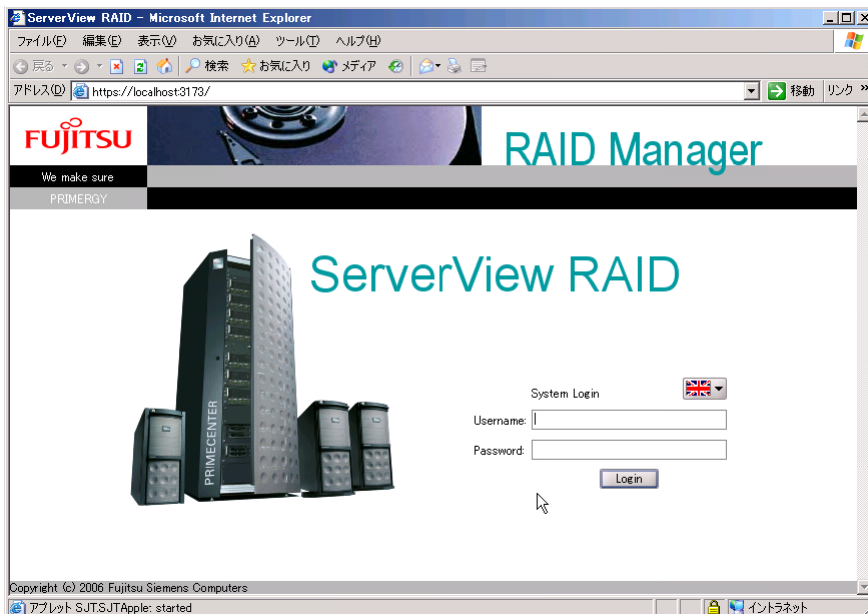 ServerView RAID - Microsoft Internet Explorer
ファイル(F) 編集(E) 表示(V) お気に入り(A) ツール(T) ヘルプ(H)
戻る 検索 お気に入り メディア
アドレス(D) https://localhost:3173/ 移動 リンク »
FUJITSU
RAID Manager
We make sure
PRIMERGY
ServerView RAID
PRIMECENTER
System Login
Username:
Password:
Login
Copyright (c) 2006 Fujitsu Siemens Computers
アプレット SJT.SJTApple: started
イントラネット